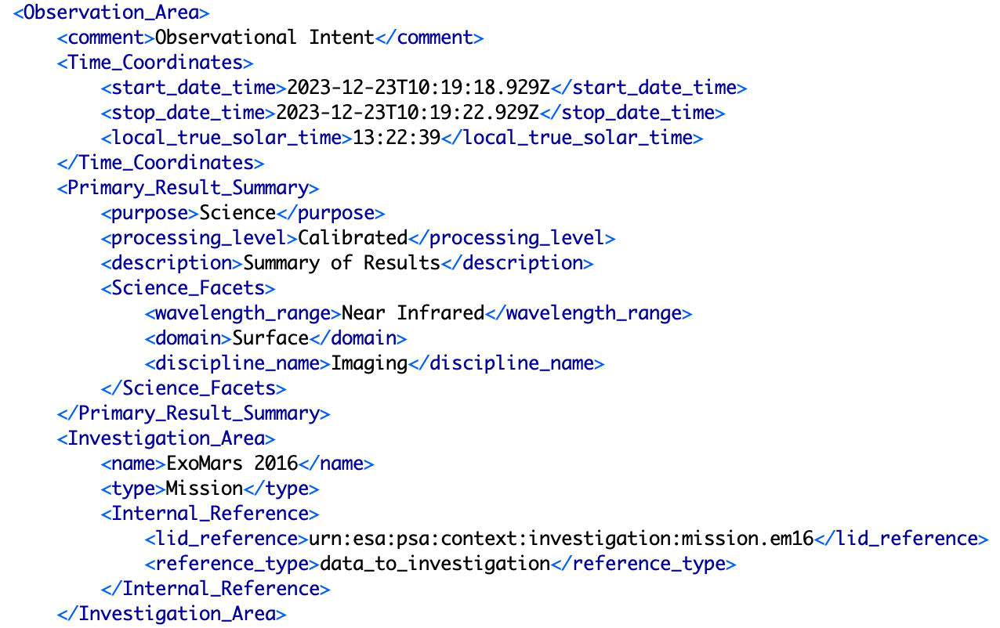 <Observation_Area>
<comment>Observational Intent</comment>
<Time_Coordinates>
<start_date_time>2023-12-23T10:19:18.929Z</start_date_time>
<stop_date_time>2023-12-23T10:19:22.929Z</stop_date_time>
<local_true_solar_time>13:22:39</local_true_solar_time>
</Time_Coordinates>
<Primary_Result_Summary>
<purpose>Science</purpose>
<processing_level>Calibrated</processing_level>
<description>Summary of Results</description>
<Science_Facets>
<wavelength_range>Near Infrared</wavelength_range>
<domain>Surface</domain>
<discipline_name>Imaging</discipline_name>
</Science_Facets>
</Primary_Result_Summary>
<Investigation_Area>
<name>ExoMars 2016</name>
<type>Mission</type>
<Internal_Reference>
<lid_reference>urn:esa:psa:context:investigation:mission.em16</lid_reference>
<reference_type>data_to_investigation</reference_type>
</Internal_Reference>
</Investigation_Area>